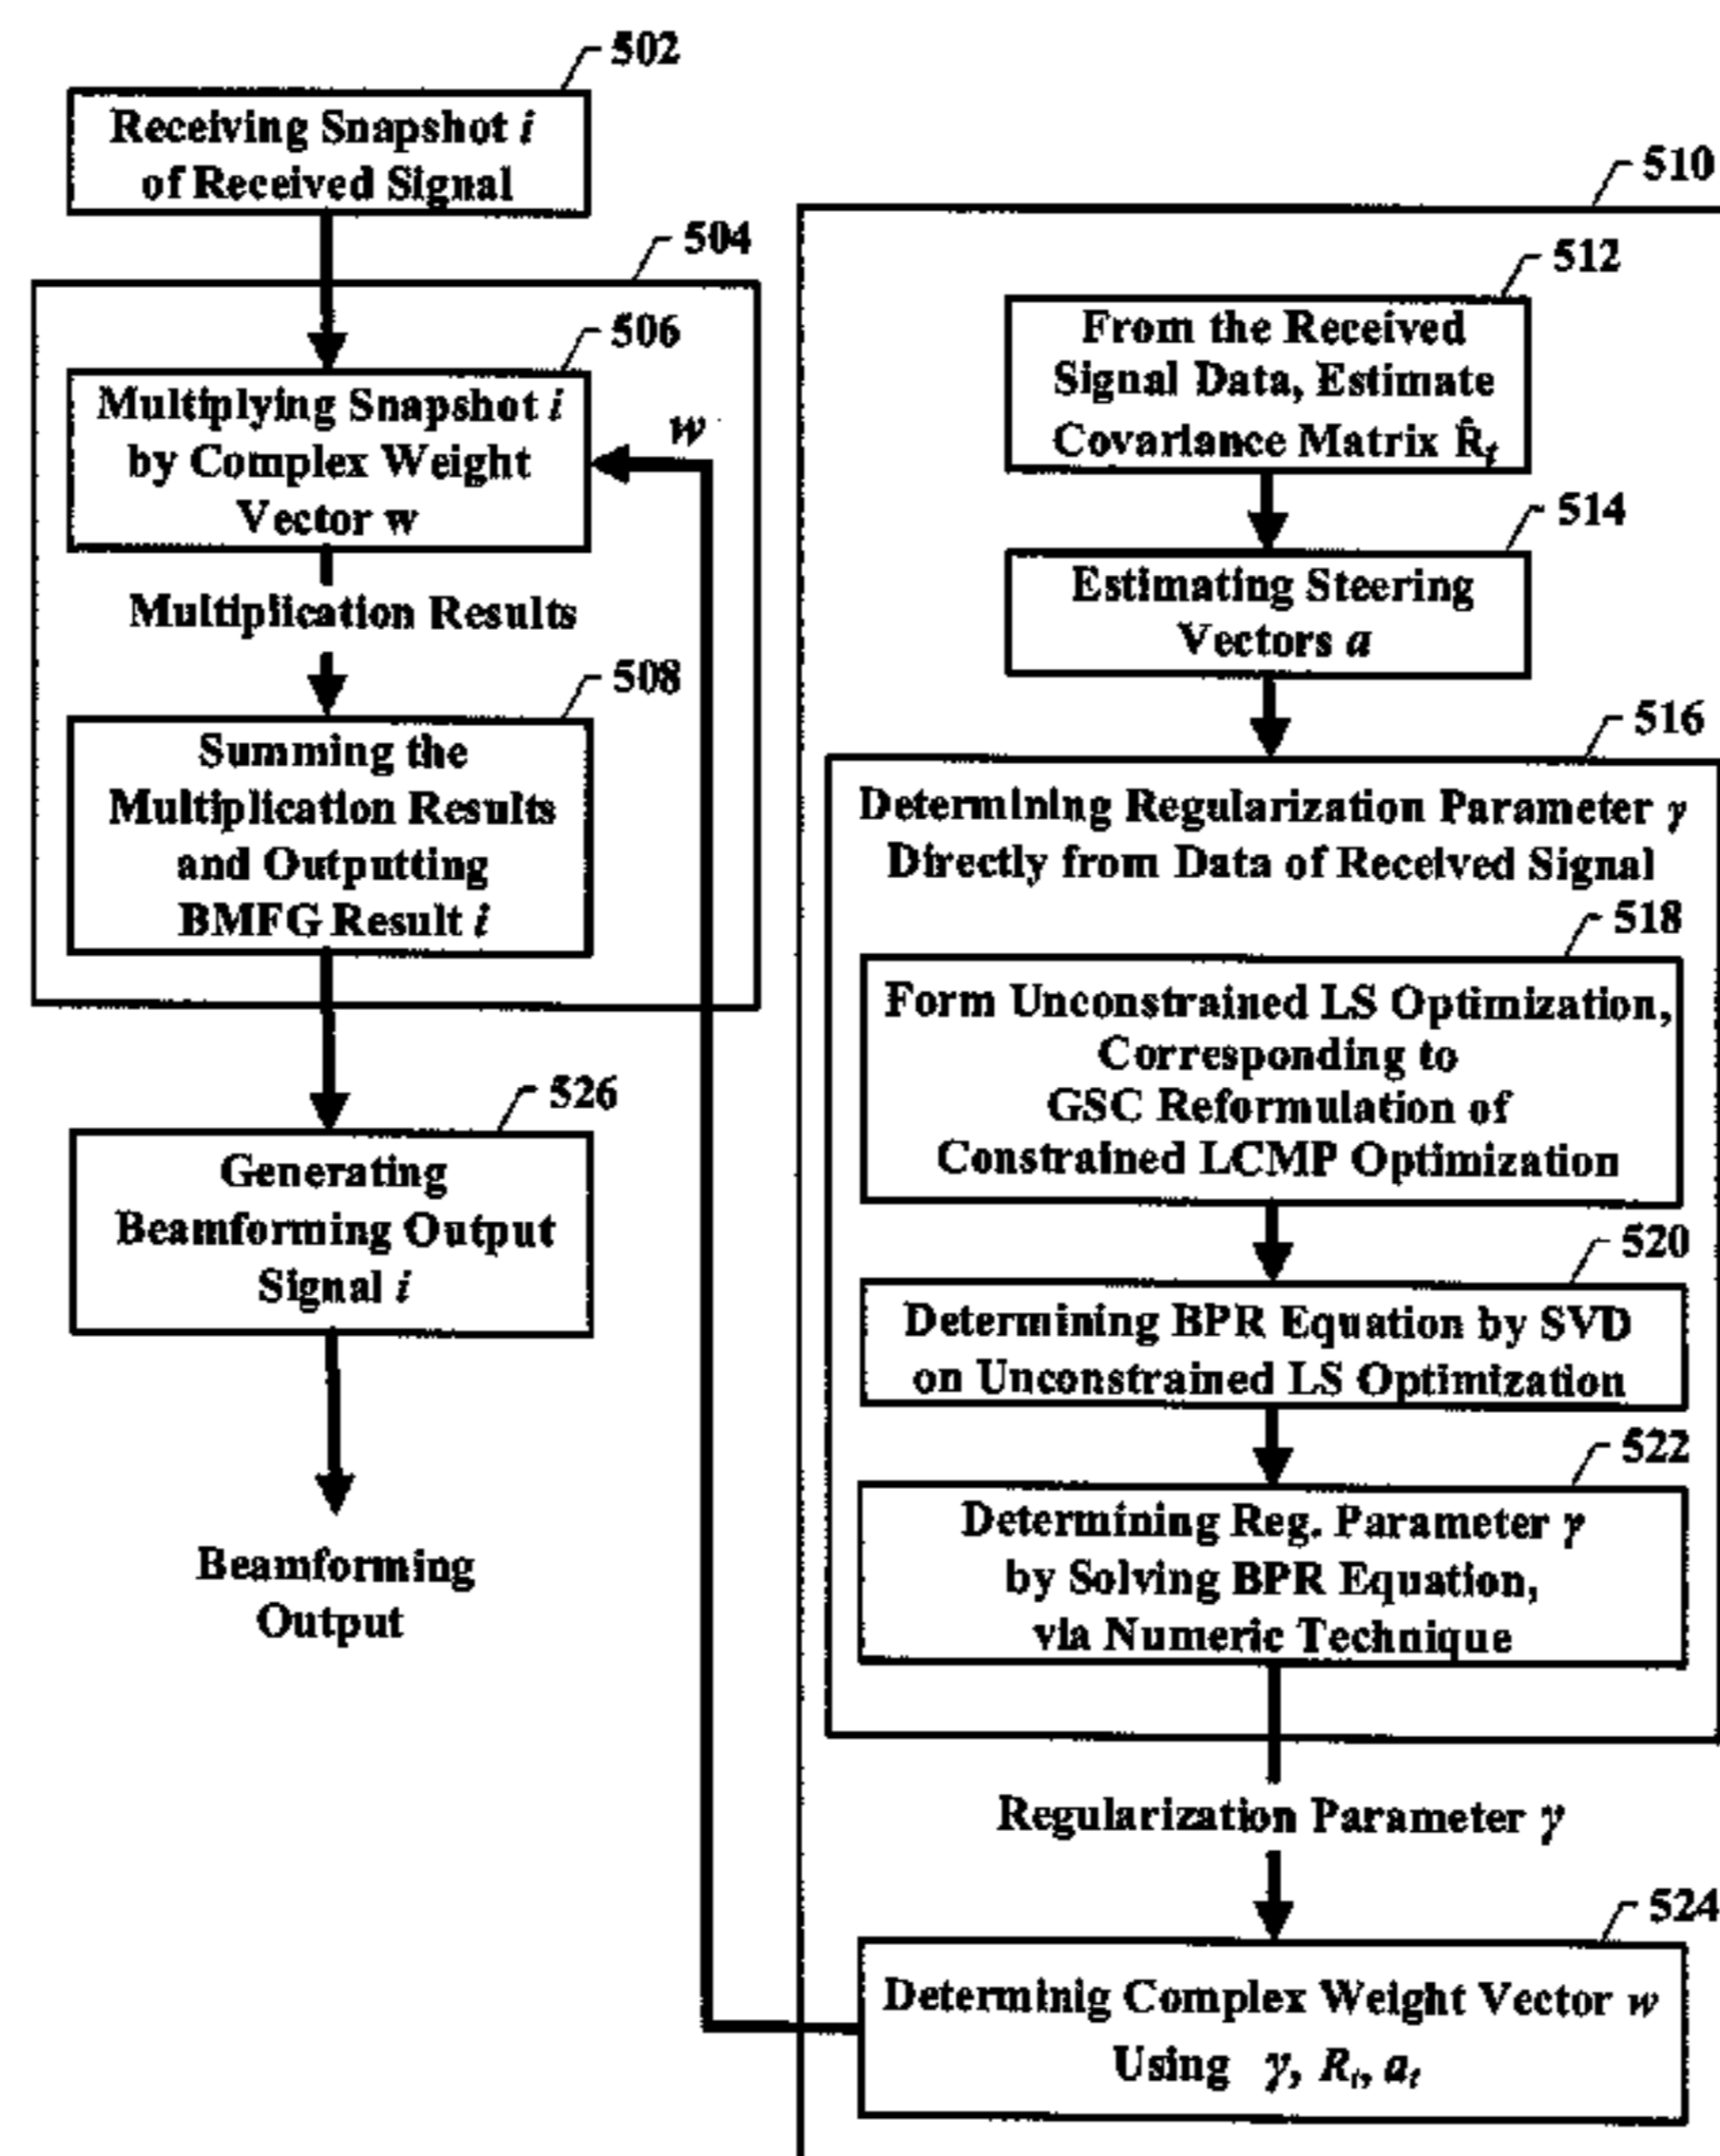 502
Receiving Snapshot i
of Received Signal
504
506
Multiplying Snapshot i
by Complex Weight
Vector w
w
Multiplication Results
508
Summing the
Multiplication Results
and Outputting
BMFG Result i
526
Generating
Beamforming Output
Signal i
Beamforming
Output
510
512
From the Received
Signal Data, Estimate
Covariance Matrix R̂t
514
Estimating Steering
Vectors a
516
Determining Regularization Parameter γ
Directly from Data of Received Signal
518
Form Unconstrained LS Optimization,
Corresponding to
GSC Reformulation of
Constrained LCMP Optimization
520
Determining BPR Equation by SVD
on Unconstrained LS Optimization
522
Determining Reg. Parameter γ
by Solving BPR Equation,
via Numeric Technique
Regularization Parameter γ
524
Determinig Complex Weight Vector w
Using γ, Rt, at